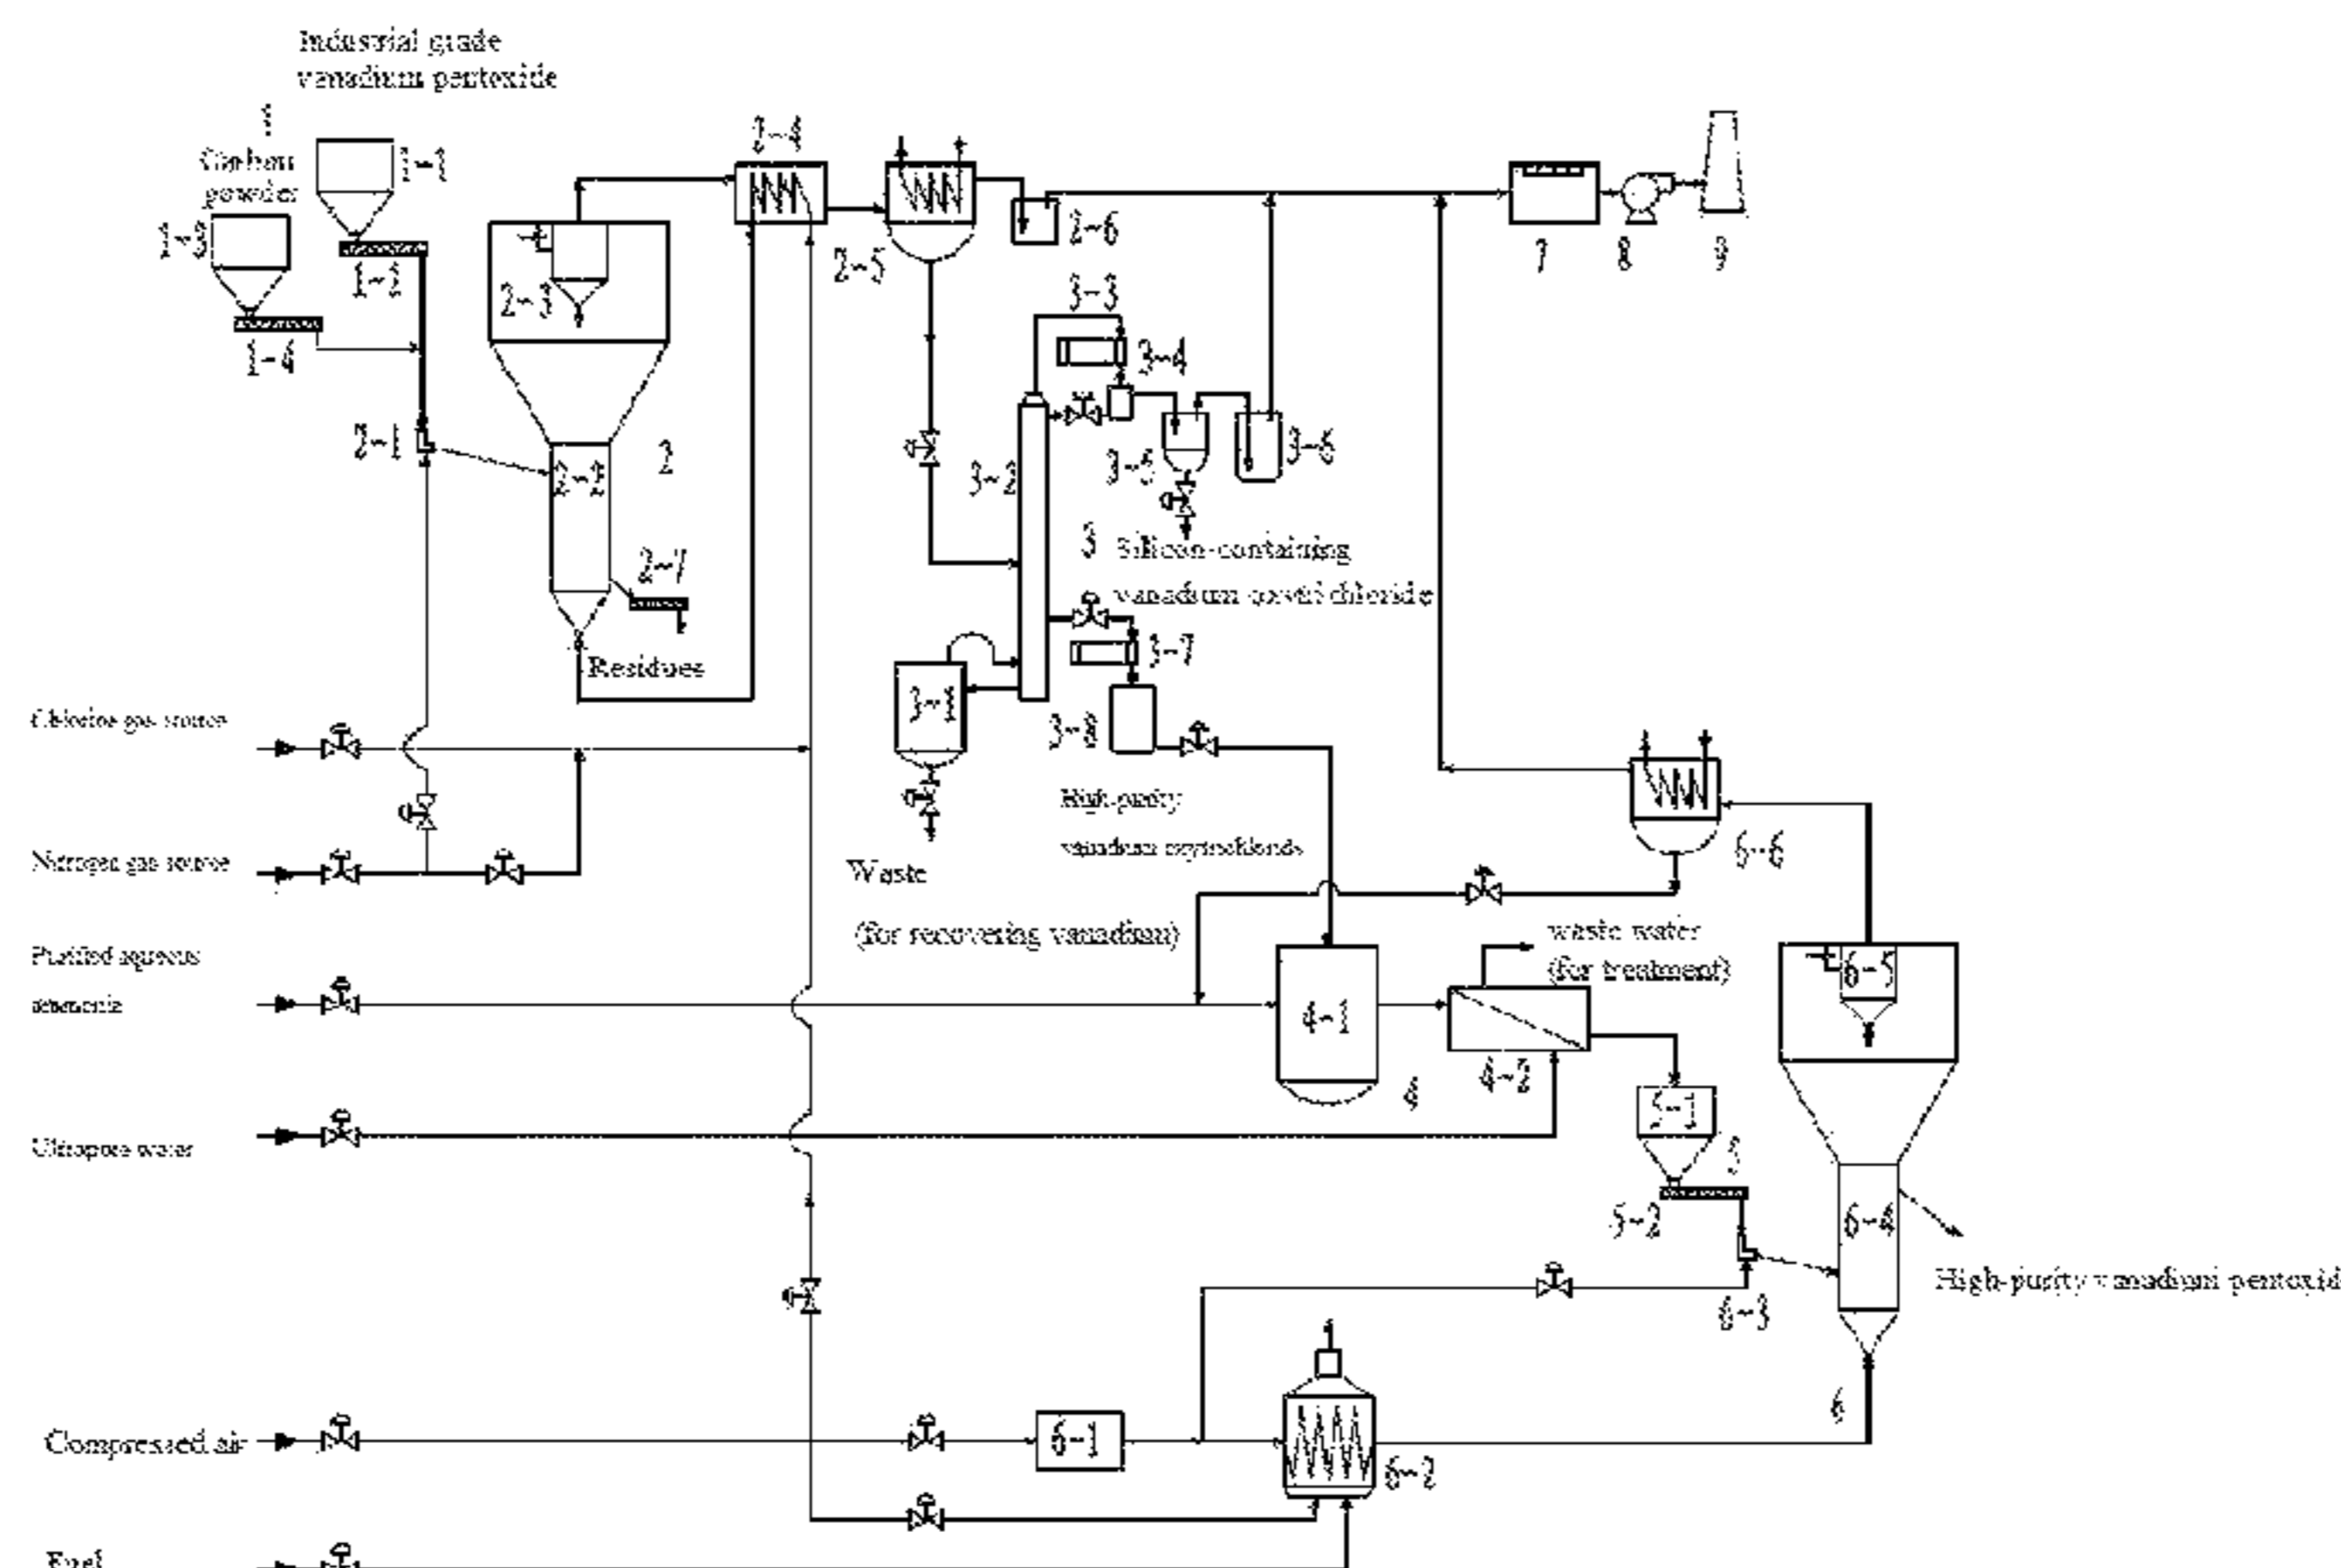 Industrial grade
vanadium pentoxide
1
Carbon
powder
1-1
1-3
1-2
1-4
2-4
2-3
2-5
2-6
7
8
9
3-3
3-4
2-1
2-2
2
3-2
3-5
3-6
2-7
3
Silicon-containing
vanadium oxytrichloride
Residues
3-1
3-7
3-8
Chlorine gas source
High-purity
vanadium oxytrichloride
Nitrogen gas source
Waste
(for recovering vanadium)
6-6
waste water
(for treatment)
Purified aqueous
ammonia
4-1
4-2
4
6-5
5-1
5
Ultrapure water
5-2
6-4
6-3
High-purity vanadium pentoxid
6
Compressed air
6-1
6-2
Fuel